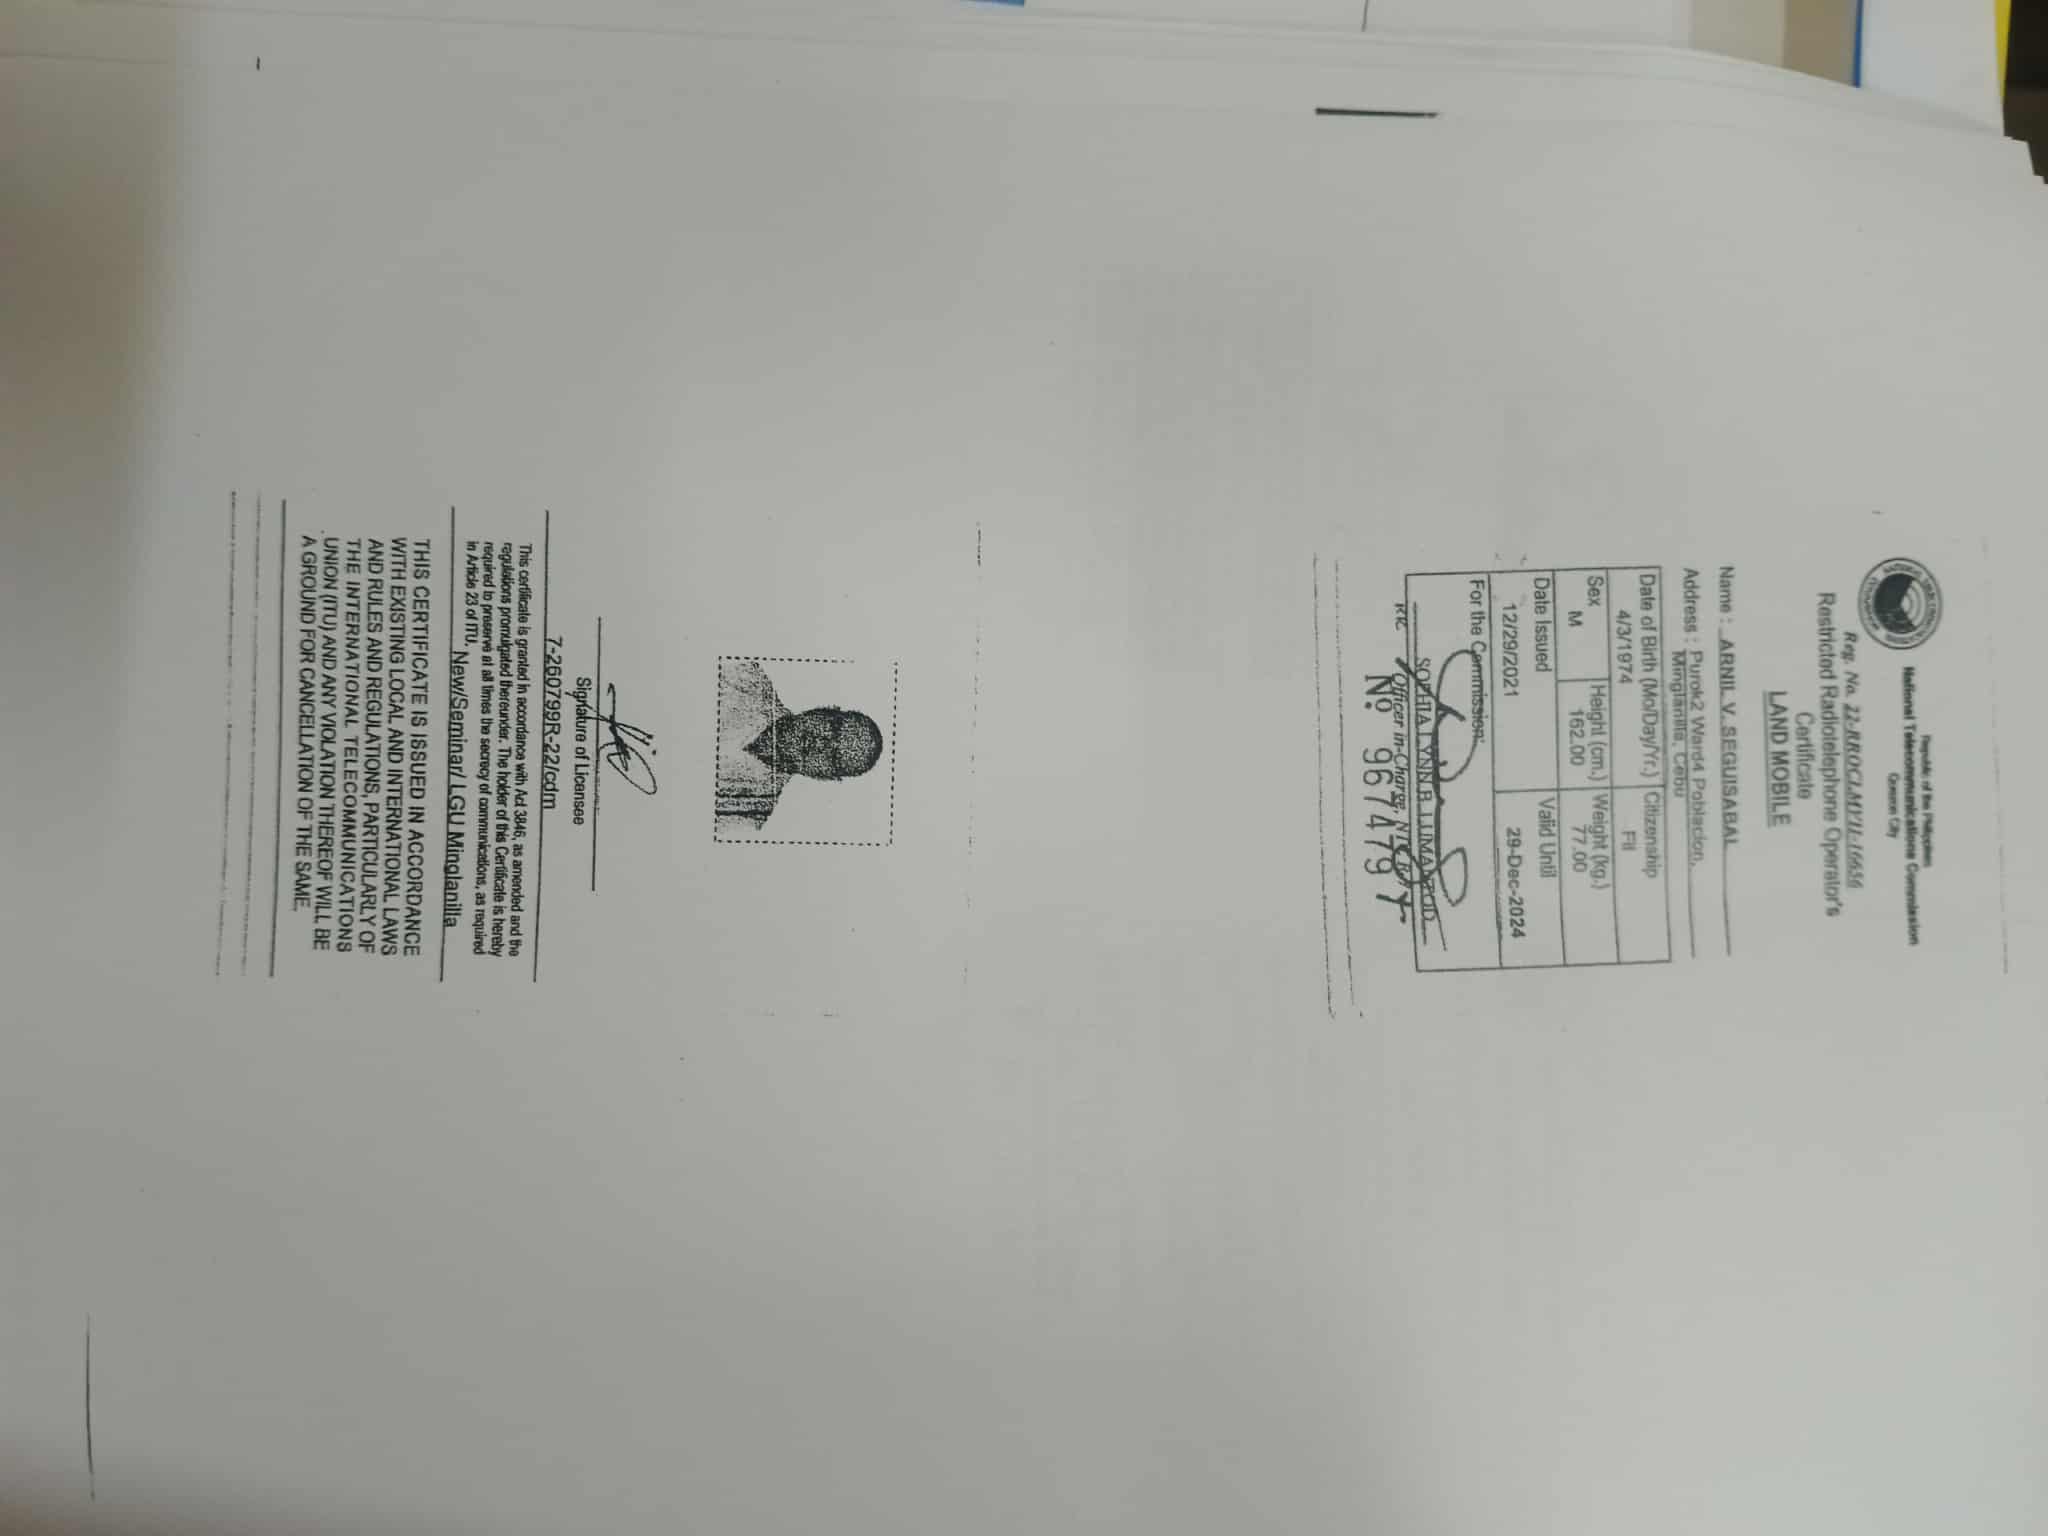 Republic of the Philippines
National Telecommunications Commission
Quezon City
Reg. No. 22-RROCLMVII-16656
Restricted Radiotelephone Operator's
Certificate
LAND MOBILE
Name : ARNIL V. SEGUISABAL
Address : Purok2 Ward4 Poblacion,
Minglanilla, Cebu
Date of Birth (Mo/Day/Yr.) Citizenship
4/3/1974 Fil
Sex Height (cm.) Weight (kg.)
M 162.00 77.00
Date Issued Valid Until
12/29/2021 29-Dec-2024
For the Commission:
SOPHIA LYNN B. LUMANTOD
RR Officer in-Charge, NTC
No. 967479
Signature of Licensee
7-260799R-22/cdm
This certificate is granted in accordance with Act 3846, as amended and the
regulations promulgated thereunder. The holder of this Certificate is hereby
required to preserve at all times the secrecy of communications, as required
in Article 23 of ITU. New/Seminar/ LGU Minglanilla
THIS CERTIFICATE IS ISSUED IN ACCORDANCE
WITH EXISTING LOCAL AND INTERNATIONAL LAWS
AND RULES AND REGULATIONS, PARTICULARLY OF
THE INTERNATIONAL TELECOMMUNICATIONS
UNION (ITU) AND ANY VIOLATION THEREOF WILL BE
A GROUND FOR CANCELLATION OF THE SAME.